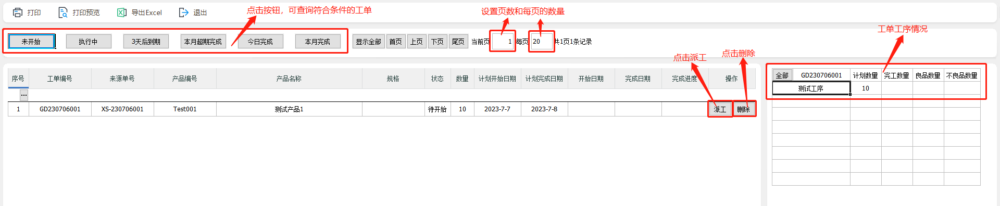 打印 打印预览 导出Excel 退出
点击按钮，可查询符合条件的工单
设置页数和每页的数量
工单工序情况
未开始 执行中 3天后到期 本月超期完成 今日完成 本月完成 显示全部 首页 上页 下页 尾页 当前页 1 每页 20 共1页1条记录
点击派工
点击删除
序号 工单编号 来源单号 产品编号 产品名称 规格 状态 数量 计划开始日期 计划完成日期 开始日期 完成日期 完成进度 操作
...
1 GD230706001 XS-230706001 Test001 测试产品1 待开始 10 2023-7-7 2023-7-8 派工 删除
全部 GD230706001 计划数量 完工数量 良品数量 不良品数量
测试工序 10